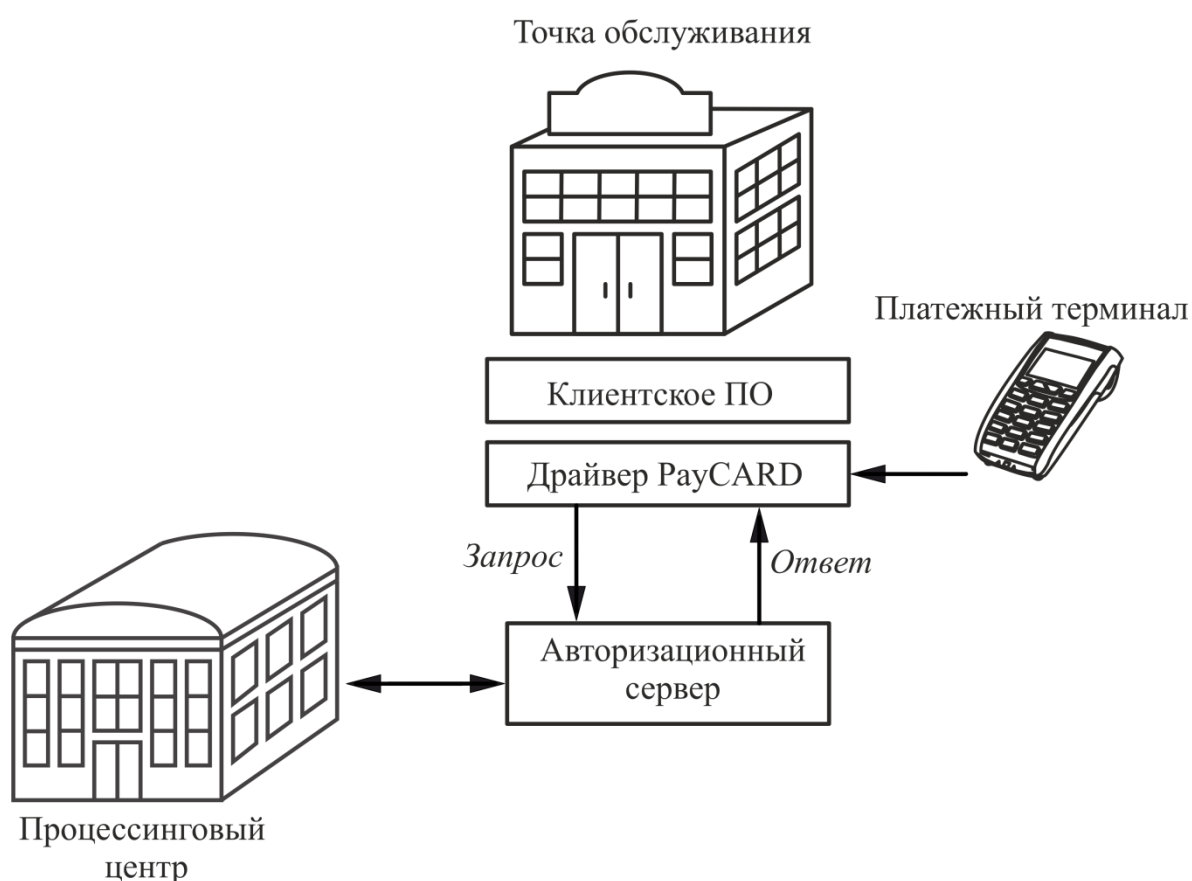 Точка обслуживания
Платежный терминал
Клиентское ПО
Драйвер PayCARD
Запрос
Ответ
Авторизационный
сервер
Процессинговый
центр